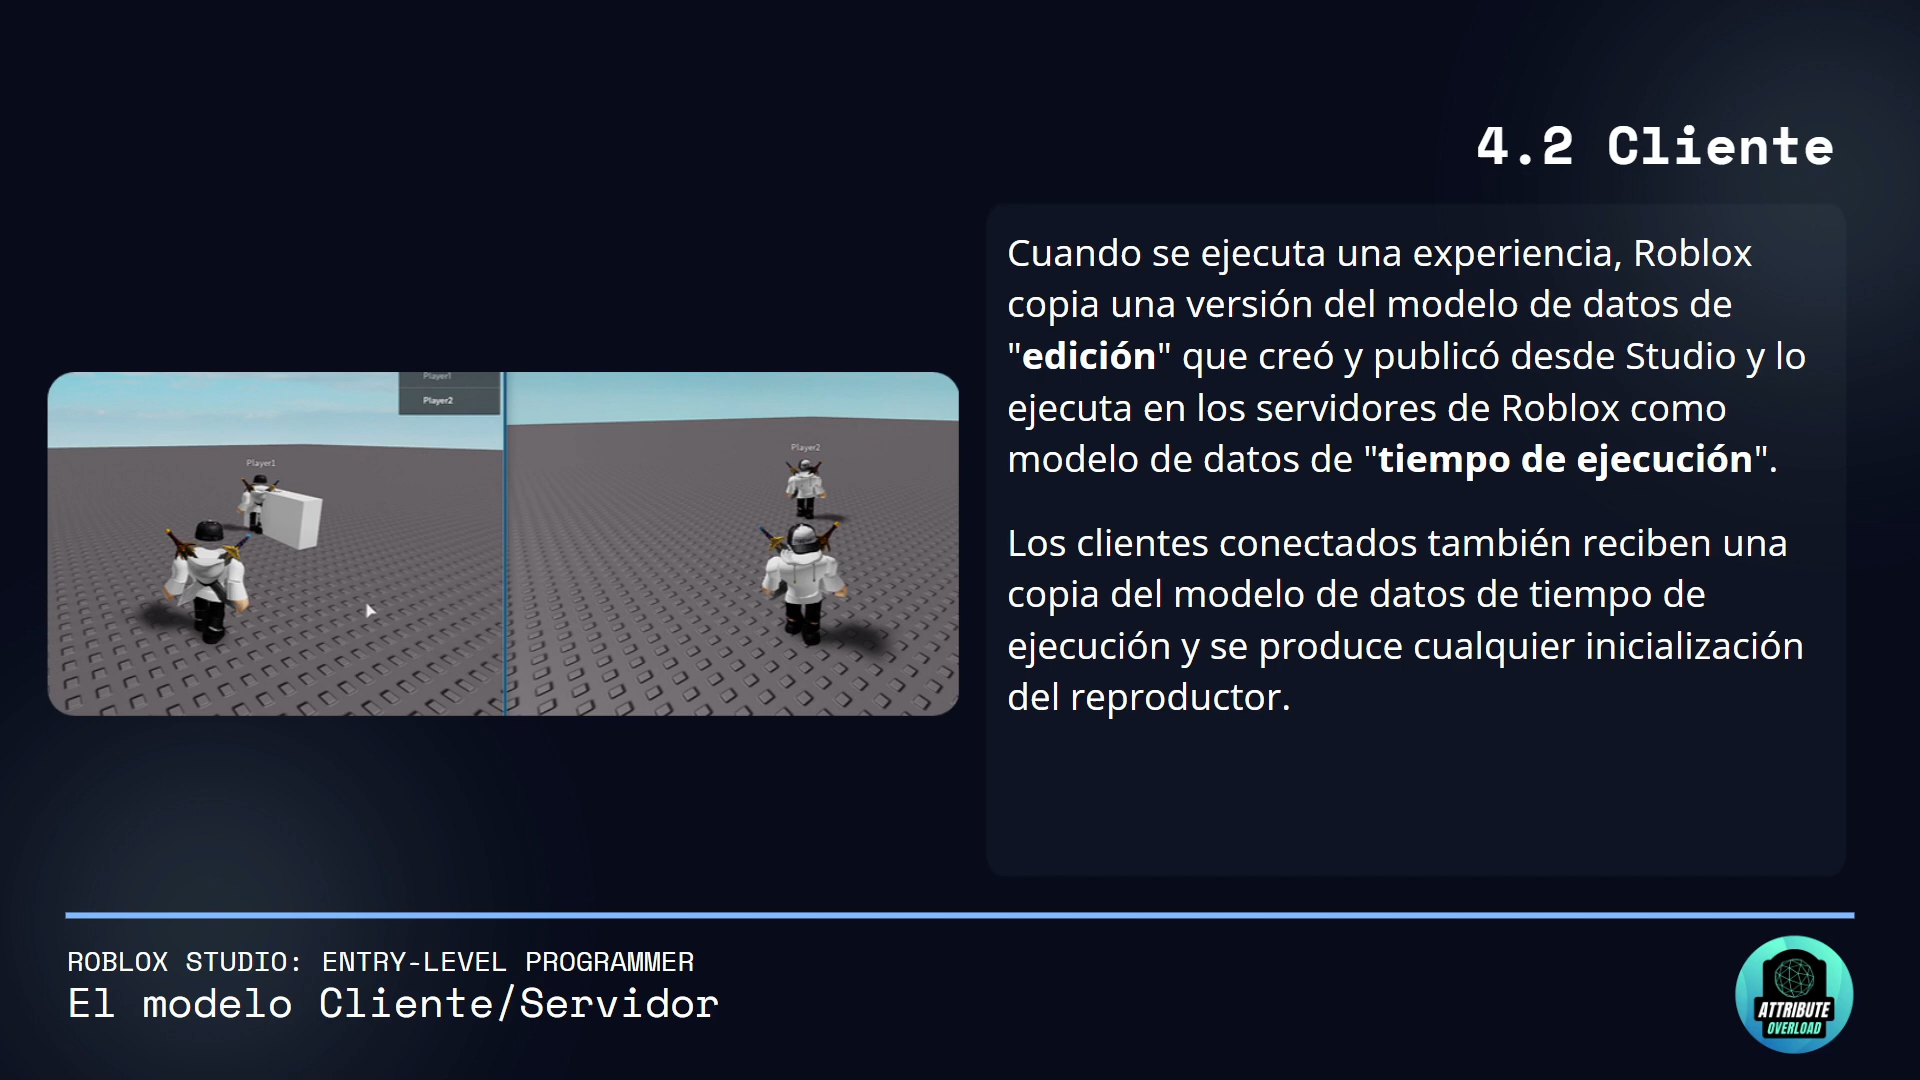 4.2 Cliente
Cuando se ejecuta una experiencia, Roblox
copia una versión del modelo de datos de
"edición" que creó y publicó desde Studio y lo
ejecuta en los servidores de Roblox como
modelo de datos de "tiempo de ejecución".
Los clientes conectados también reciben una
copia del modelo de datos de tiempo de
ejecución y se produce cualquier inicialización
del reproductor.
Player1
Player2
Player1
Player2
ROBLOX STUDIO: ENTRY-LEVEL PROGRAMMER
El modelo Cliente/Servidor
ATTRIBUTE
OVERLOAD